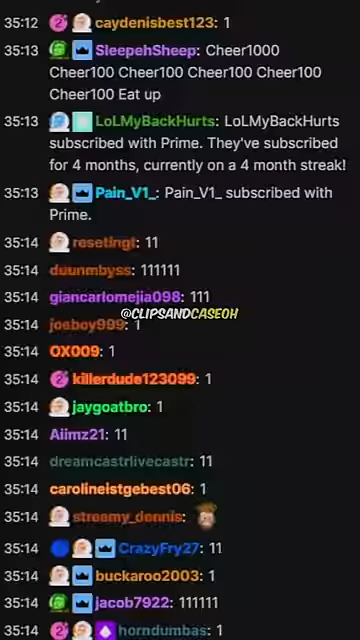 35:12 caydenisbest123: 1
35:13 SleepehSheep: Cheer1000
Cheer100 Cheer100 Cheer100 Cheer100
Cheer100 Eat up
35:13 LoLMyBackHurts: LoLMyBackHurts
subscribed with Prime. They've subscribed
for 4 months, currently on a 4 month streak!
35:13 Pain_V1_: Pain_V1_ subscribed with
Prime.
35:14 resetingt: 11
35:14 duunmbyss: 111111
35:14 giancarlomejia098: 111
@CLIPSANDCASEOH
35:14 joeboy999: 1
35:14 OX009: 1
35:14 killerdude123099: 1
35:14 jaygoatbro: 1
35:14 Aiimz21: 11
35:14 dreamcastrlivecastr: 11
35:14 carolineistgebest06: 1
35:14 streamy_dennis:
35:14 CrazyFry27: 11
35:14 buckaroo2003: 1
35:14 jacob7922: 111111
35:14 horndumbas: 1